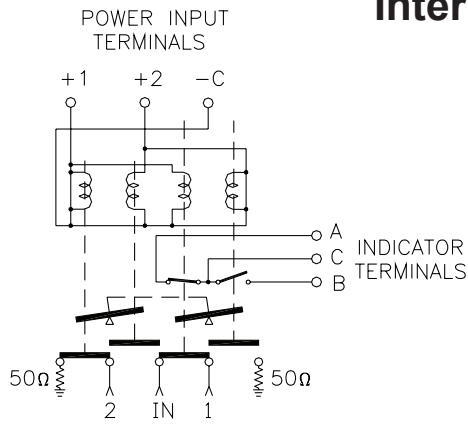 Inter
POWER INPUT
TERMINALS
+1 +2 -C
A
C INDICATOR
TERMINALS
B
50Ω 50Ω
2 IN 1